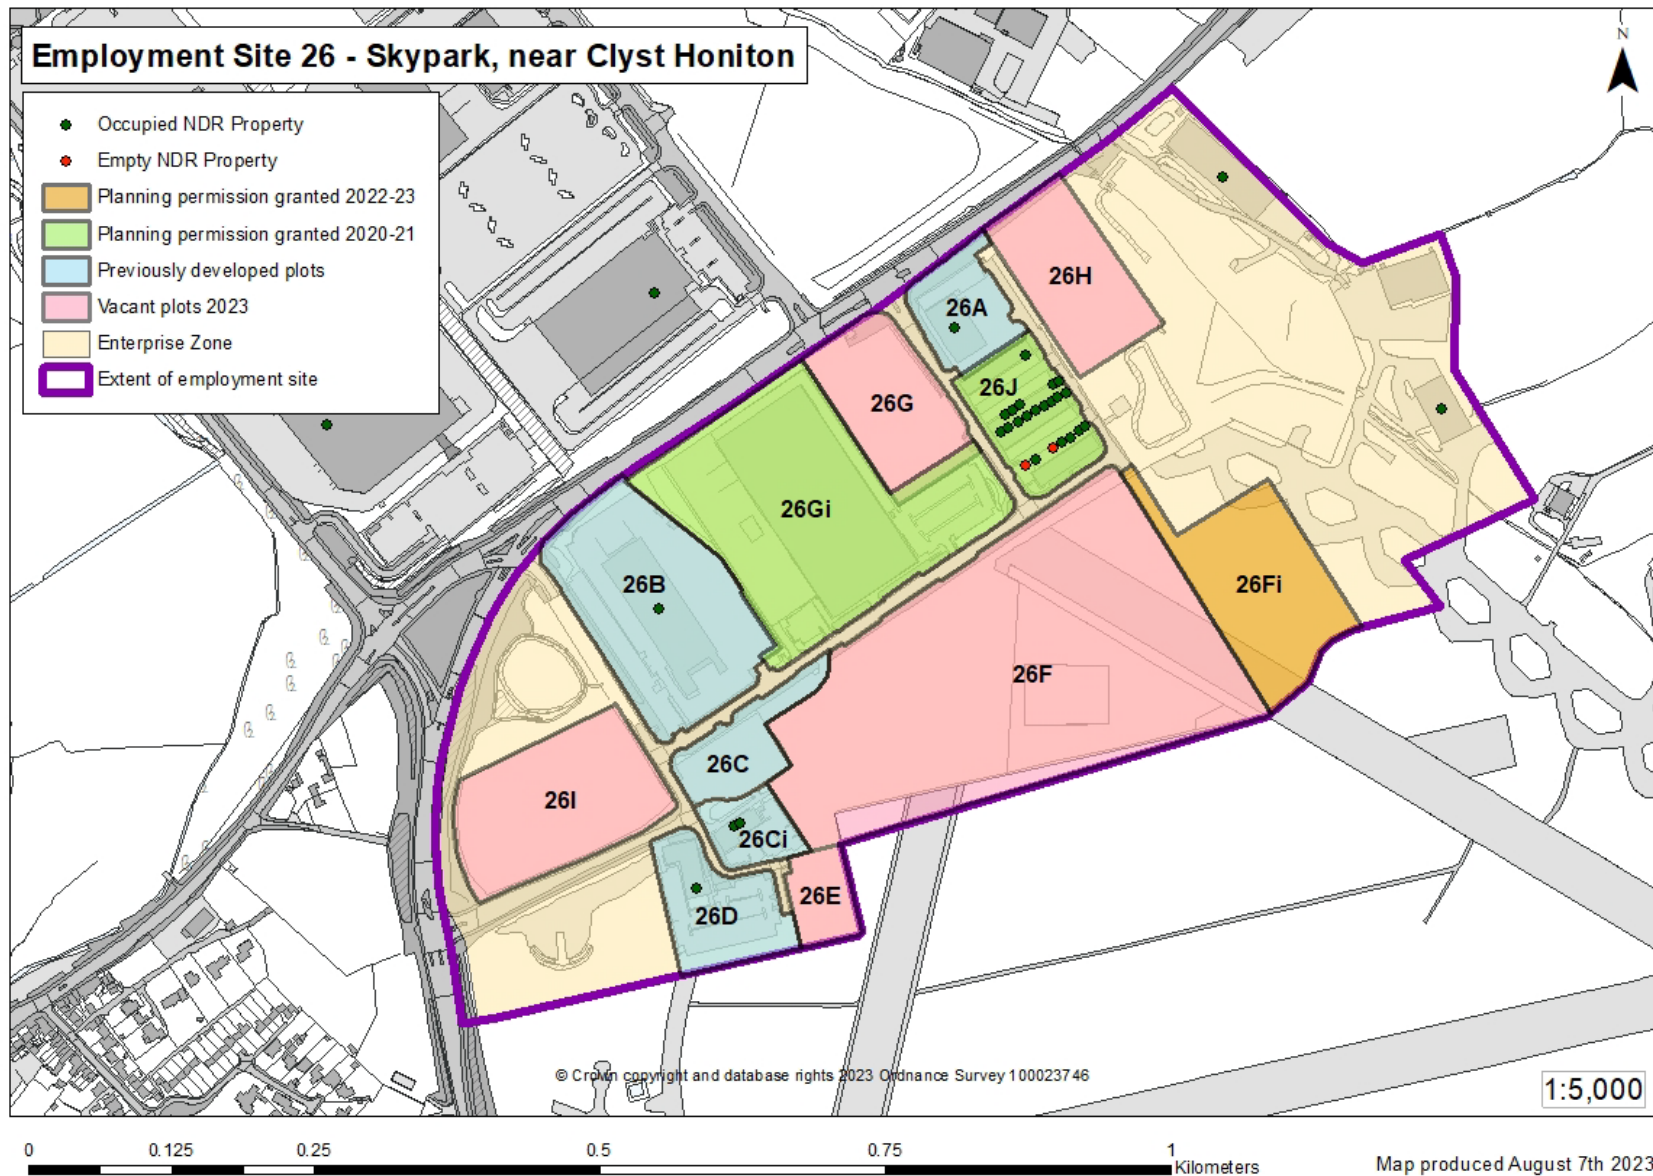 Employment Site 26 - Skypark, near Clyst Honiton
N
Occupied NDR Property
Empty NDR Property
Planning permission granted 2022-23
Planning permission granted 2020-21
Previously developed plots
Vacant plots 2023
Enterprise Zone
Extent of employment site
26H
26A
26J
26G
26Gi
26B
26Fi
26F
26C
26I
26Ci
26E
26D
© Crown copyright and database rights 2023 Ordnance Survey 100023746
1:5,000
0 0.125 0.25 0.5 0.75 1
Kilometers
Map produced August 7th 2023